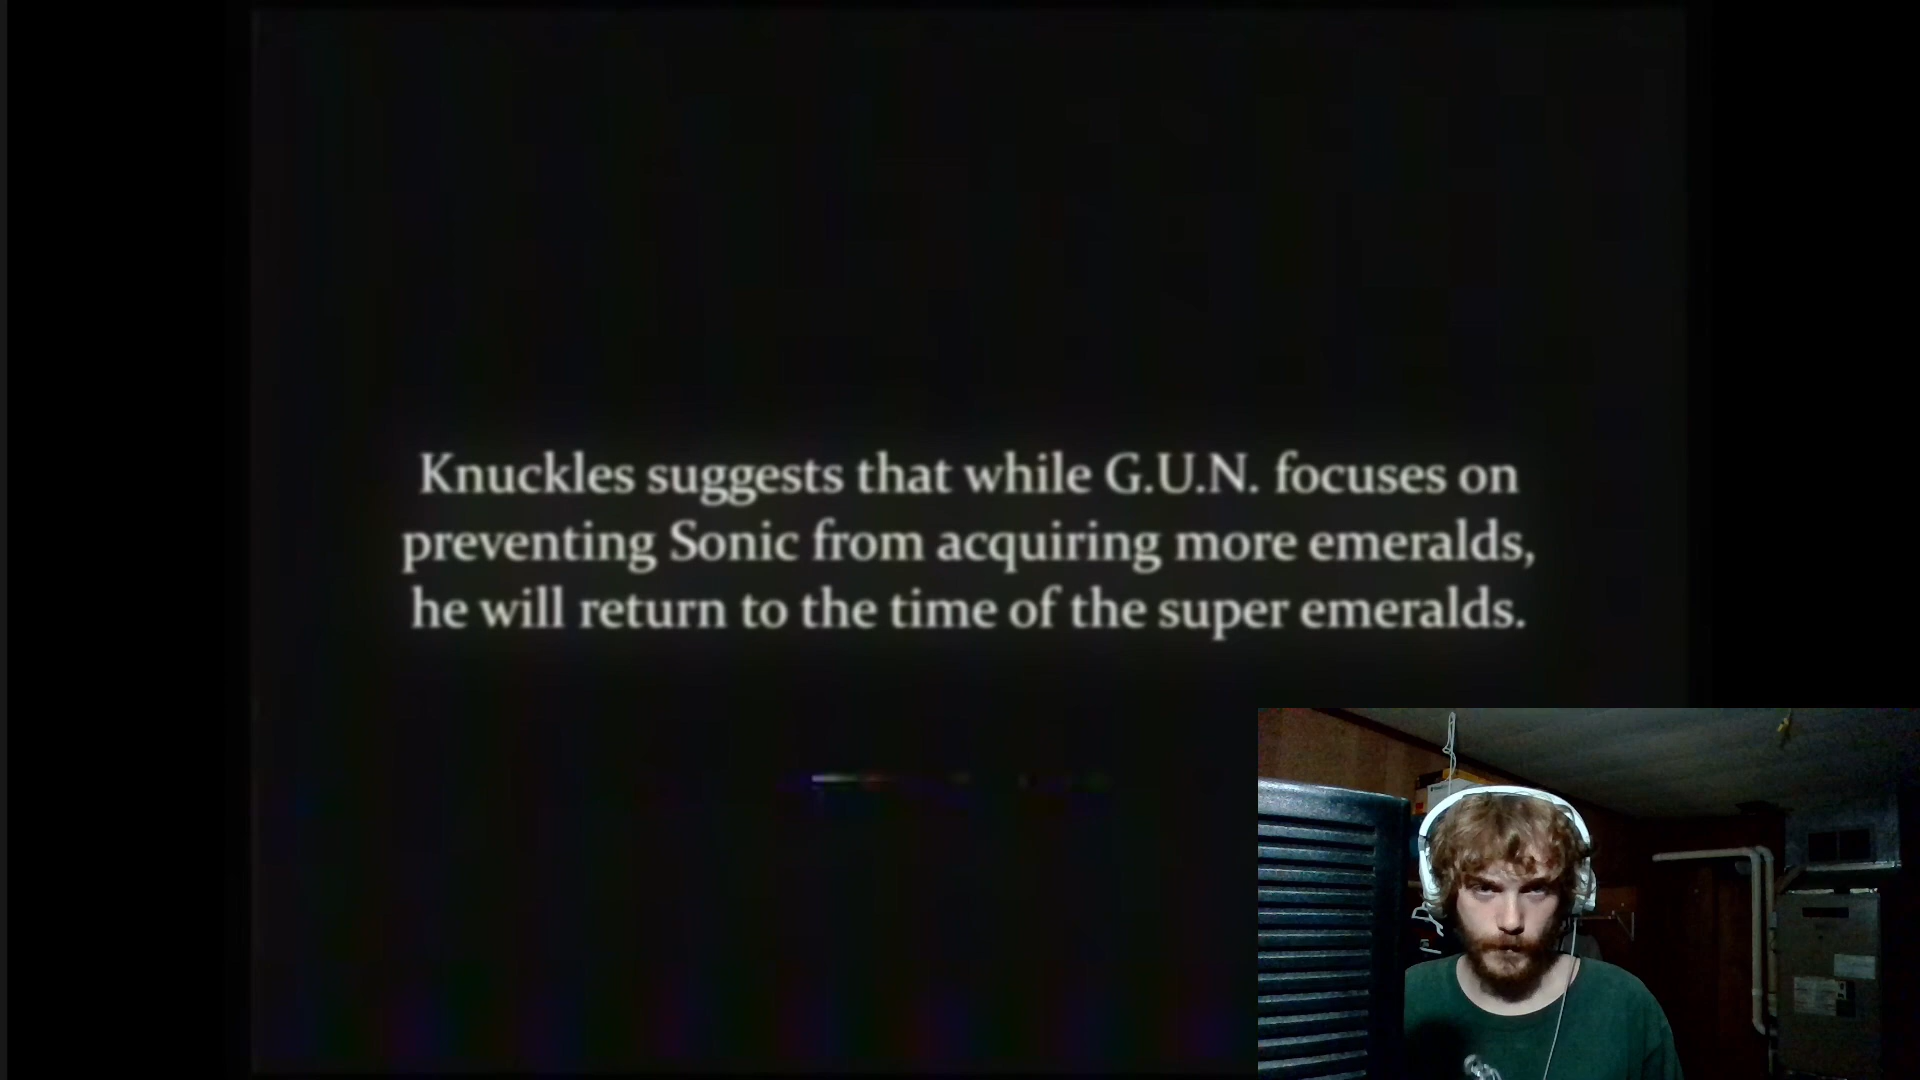 Knuckles suggests that while G.U.N. focuses on
preventing Sonic from acquiring more emeralds,
he will return to the time of the super emeralds.